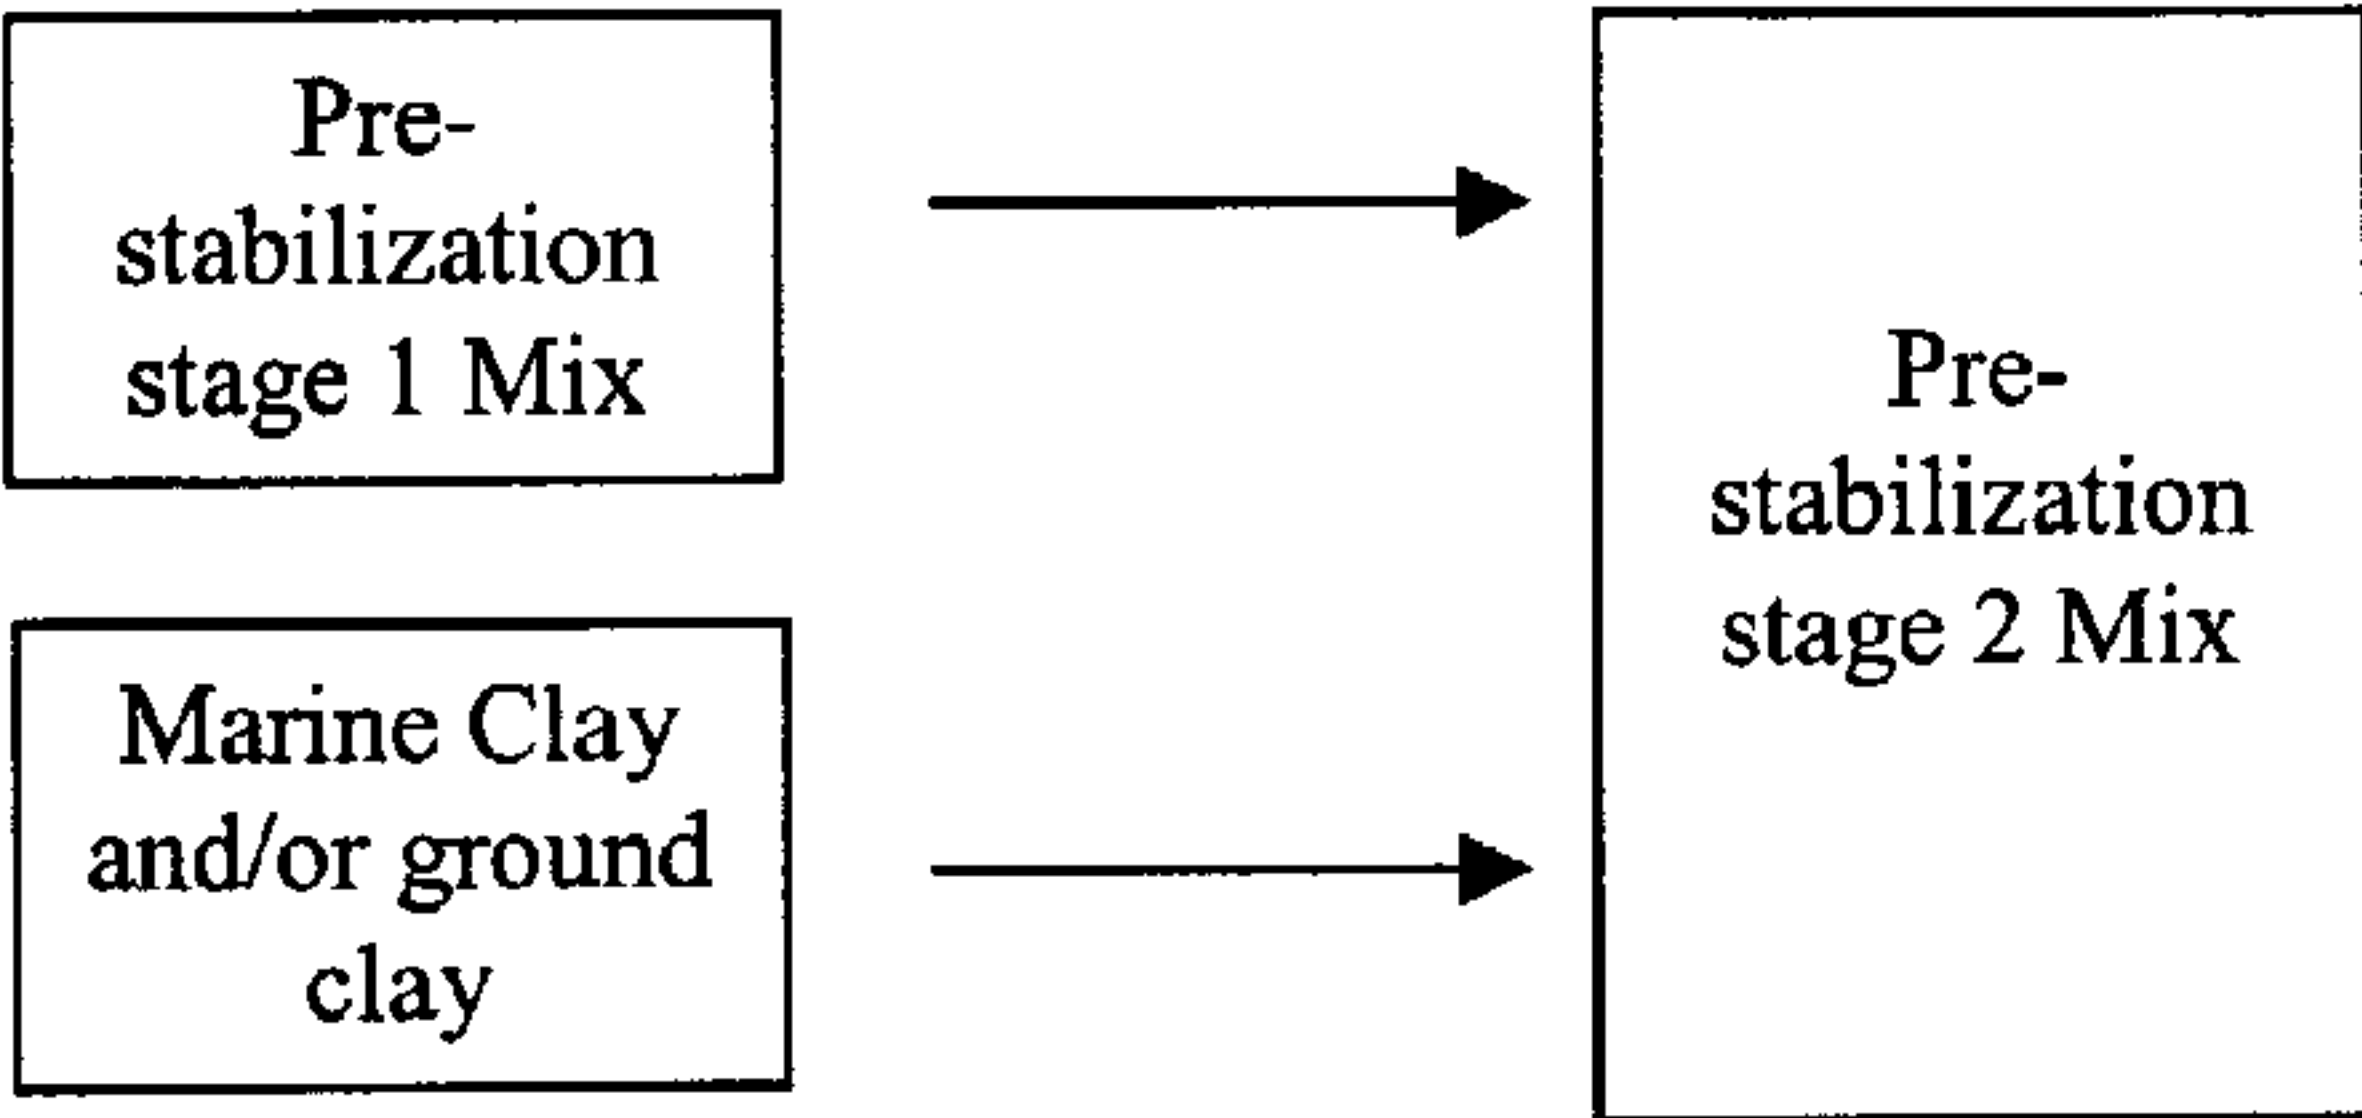 Pre-
stabilization
stage 1 Mix
Marine Clay
and/or ground
clay
Pre-
stabilization
stage 2 Mix